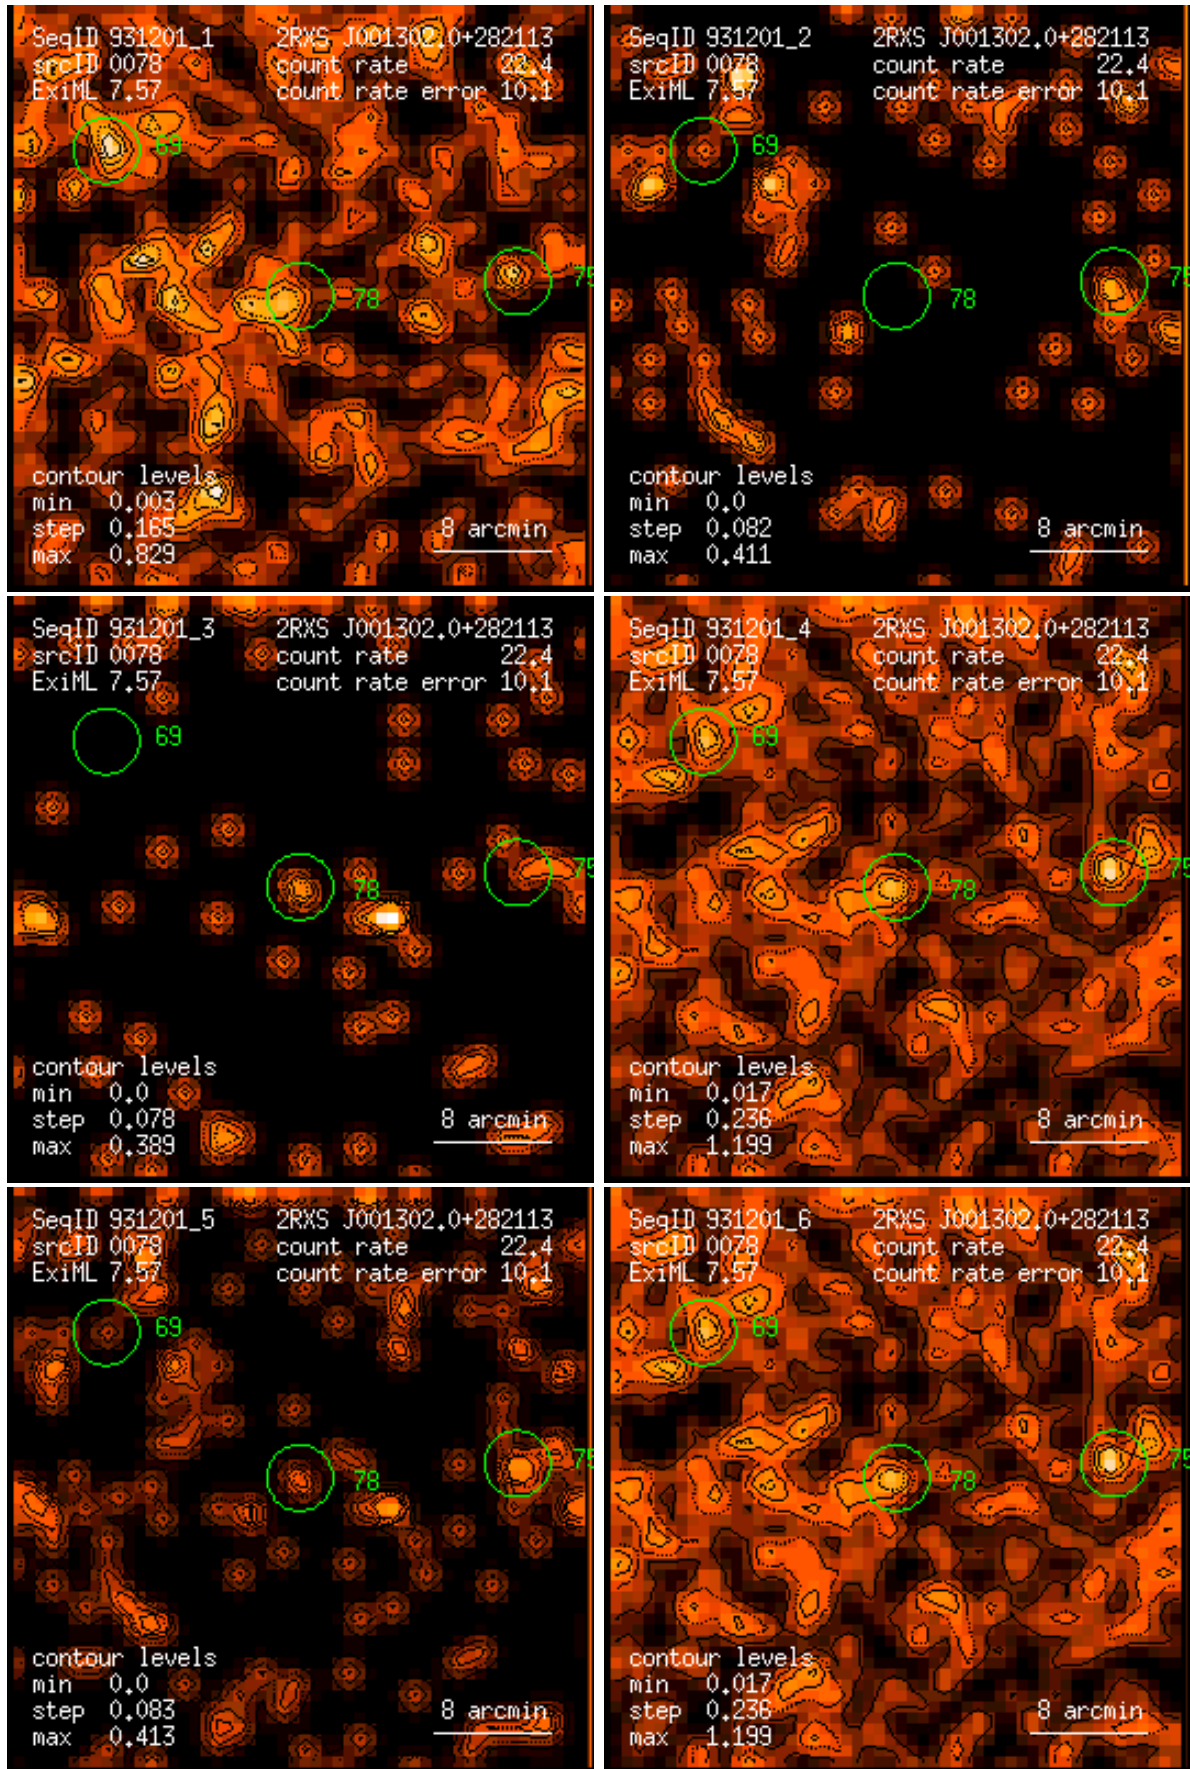 SeqID 931201_1 2RXS J001302.0+282113
srcID 0078 count rate 22.4
ExiML 7.57 count rate error 10.1
69
75
78
contour levels
min 0.003
step 0.165
max 0.829
8 arcmin
SeqID 931201_2 2RXS J001302.0+282113
srcID 0078 count rate 22.4
ExiML 7.57 count rate error 10.1
69
75
78
contour levels
min 0.0
step 0.082
max 0.411
8 arcmin
SeqID 931201_3 2RXS J001302.0+282113
srcID 0078 count rate 22.4
ExiML 7.57 count rate error 10.1
69
75
78
contour levels
min 0.0
step 0.078
max 0.389
8 arcmin
SeqID 931201_4 2RXS J001302.0+282113
srcID 0078 count rate 22.4
ExiML 7.57 count rate error 10.1
69
75
78
contour levels
min 0.017
step 0.236
max 1.199
8 arcmin
SeqID 931201_5 2RXS J001302.0+282113
srcID 0078 count rate 22.4
ExiML 7.57 count rate error 10.1
69
75
78
contour levels
min 0.0
step 0.083
max 0.413
8 arcmin
SeqID 931201_6 2RXS J001302.0+282113
srcID 0078 count rate 22.4
ExiML 7.57 count rate error 10.1
69
75
78
contour levels
min 0.017
step 0.236
max 1.199
8 arcmin